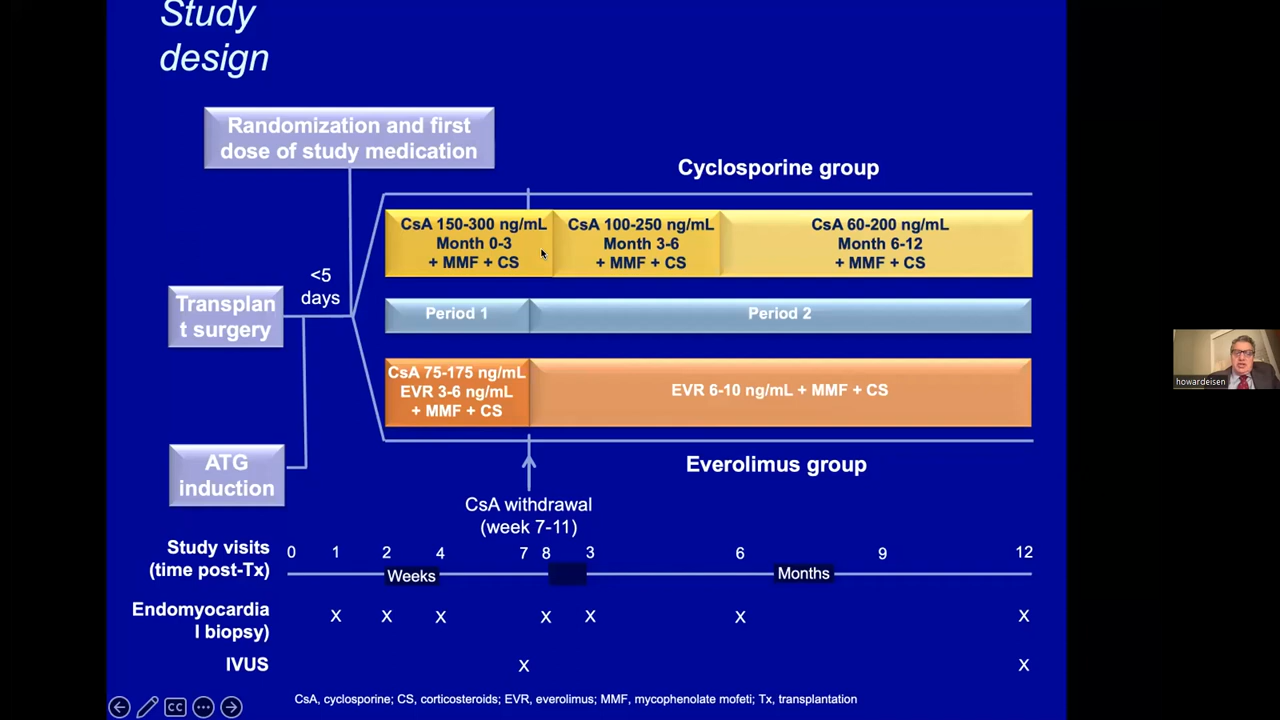 Study
design
Randomization and first
dose of study medication
Cyclosporine group
CsA 150-300 ng/mL
Month 0-3
+ MMF + CS
CsA 100-250 ng/mL
Month 3-6
+ MMF + CS
CsA 60-200 ng/mL
Month 6-12
+ MMF + CS
<5
days
Transplan
t surgery
Period 1
Period 2
CsA 75-175 ng/mL
EVR 3-6 ng/mL
+ MMF + CS
EVR 6-10 ng/mL + MMF + CS
ATG
induction
Everolimus group
CsA withdrawal
(week 7-11)
Study visits
(time post-Tx)
0 1 2 4 7 8 3 6 9 12
Weeks
Months
Endomyocardia
l biopsy)
X X X X X X X
IVUS
X X
CsA, cyclosporine; CS, corticosteroids; EVR, everolimus; MMF, mycophenolate mofeti; Tx, transplantation
howardeisen
CC